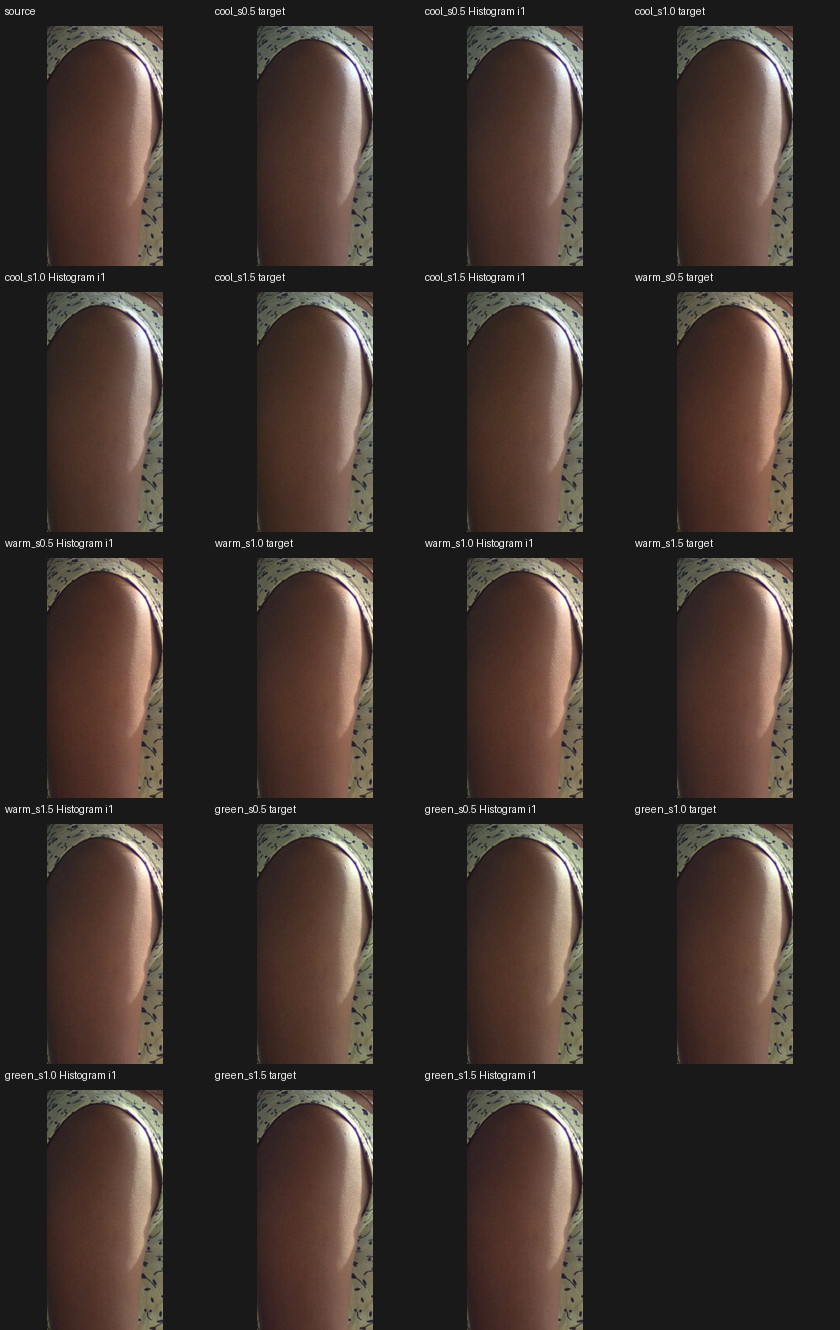 source
cool_s0.5 target
cool_s0.5 Histogram i1
cool_s1.0 target
cool_s1.0 Histogram i1
cool_s1.5 target
cool_s1.5 Histogram i1
warm_s0.5 target
warm_s0.5 Histogram i1
warm_s1.0 target
warm_s1.0 Histogram i1
warm_s1.5 target
warm_s1.5 Histogram i1
green_s0.5 target
green_s0.5 Histogram i1
green_s1.0 target
green_s1.0 Histogram i1
green_s1.5 target
green_s1.5 Histogram i1